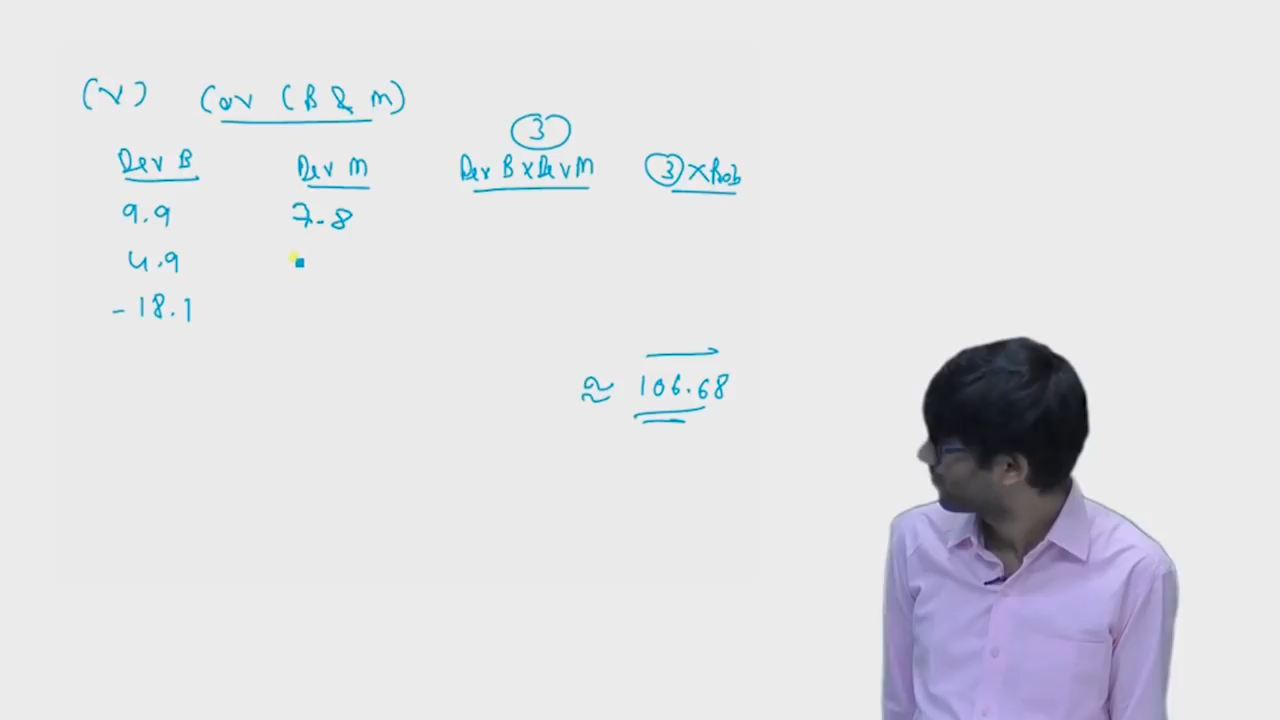 (V) Cov (B & M)
③
Dev B Dev M Dev B x Dev M ③ x Prob
9.9 7.8
4.9
-18.1
≈ 106.68